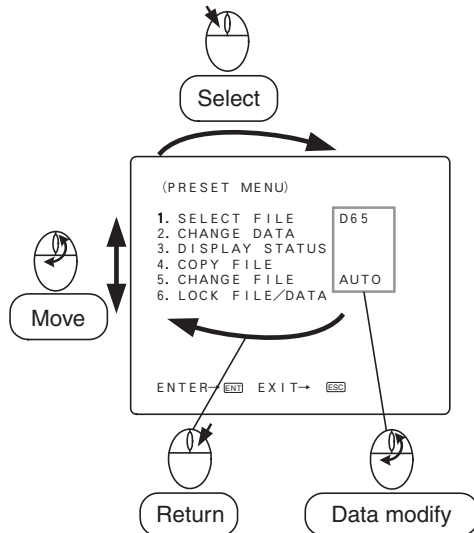 Select
(PRESET MENU)
1. SELECT FILE D65
2. CHANGE DATA
3. DISPLAY STATUS
4. COPY FILE
5. CHANGE FILE AUTO
6. LOCK FILE/DATA
Move
ENTER→ ENT EXIT→ ESC
Return
Data modify